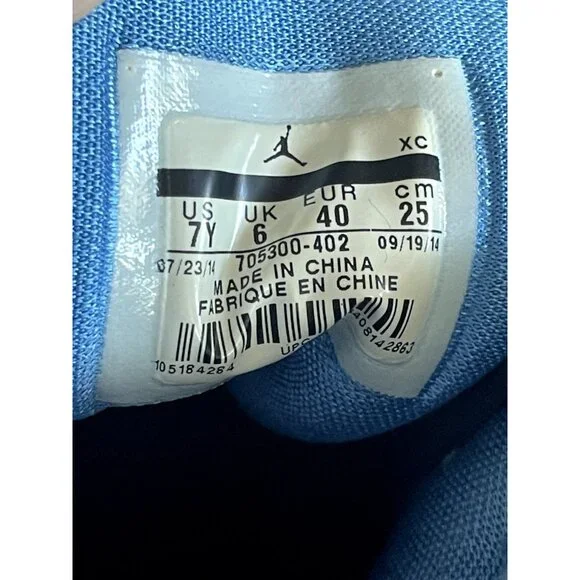 XC
US UK EUR cm
7Y 6 40 25
07/23/14 705300-402 09/19/14
MADE IN CHINA
FABRIQUE EN CHINE